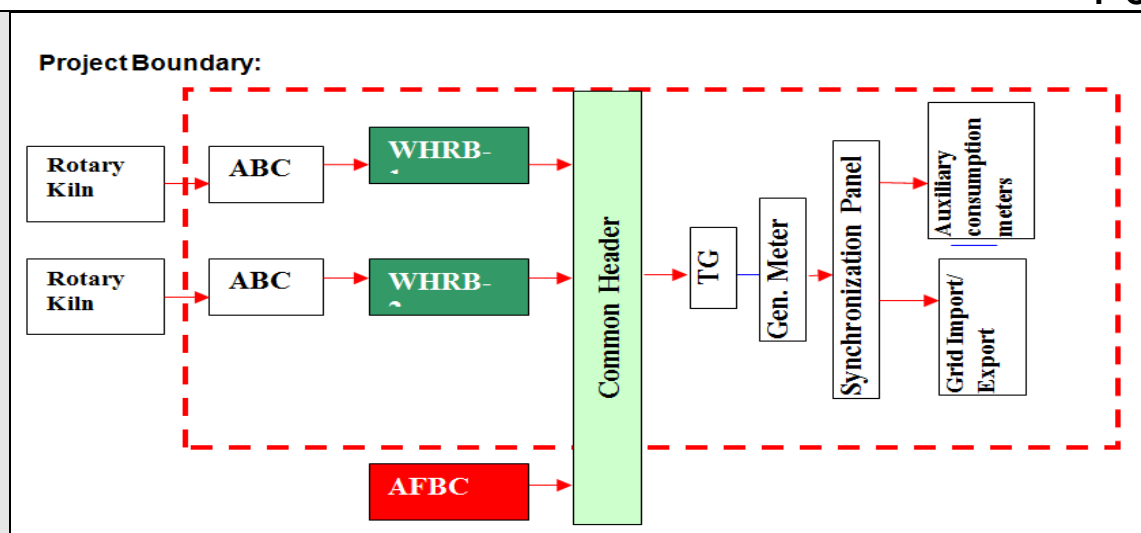 Project Boundary:
Rotary
Kiln
ABC
WHRB-
Rotary
Kiln
ABC
WHRB-
AFBC
Common Header
TG
Gen. Meter
Synchronization Panel
Auxiliary
consumption
meters
Grid Import/
Export